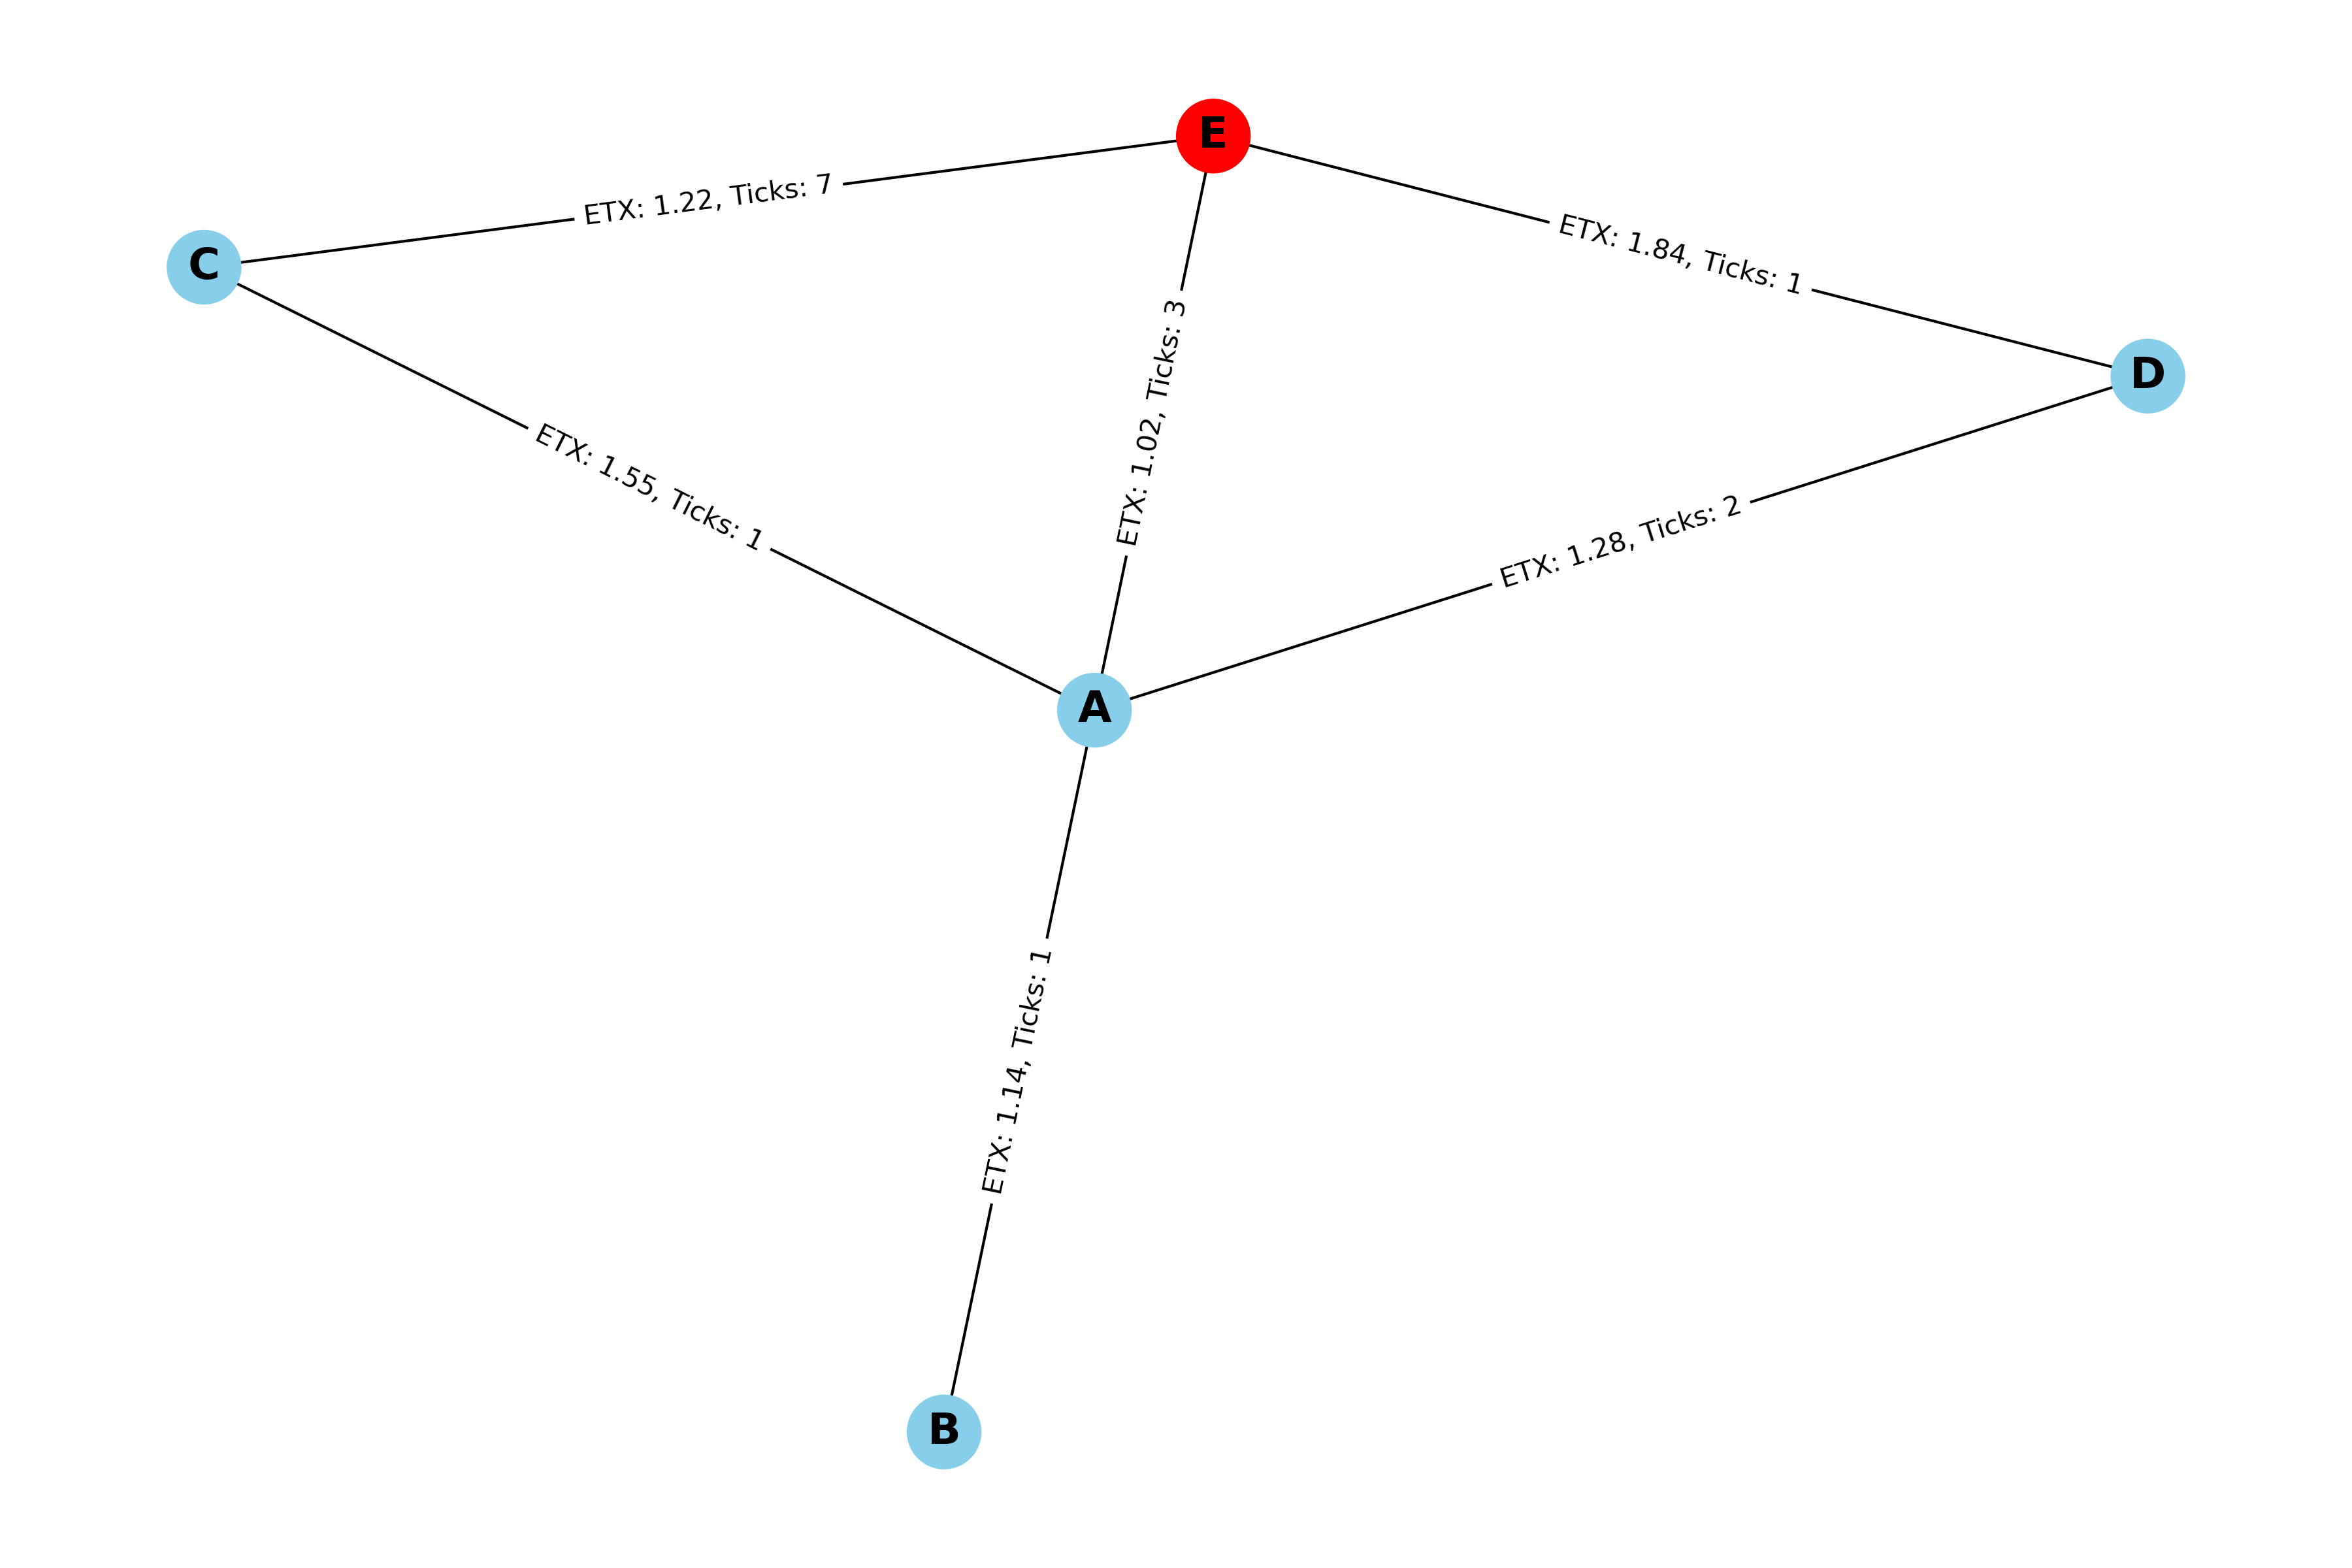 E
ETX: 1.22, Ticks: 7
ETX: 1.84, Ticks: 1
C
ETX: 1.02, Ticks: 3
D
ETX: 1.55, Ticks: 1
ETX: 1.28, Ticks: 2
A
ETX: 1.14, Ticks: 1
B